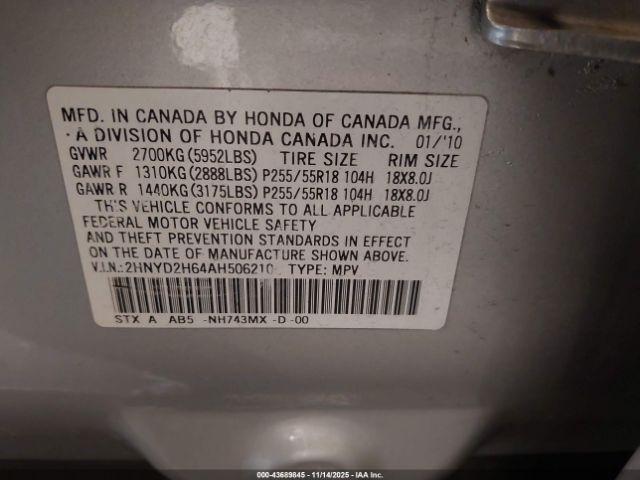 MFD. IN CANADA BY HONDA OF CANADA MFG.,
A DIVISION OF HONDA CANADA INC. 01/'10
GVWR 2700KG(5952LBS) TIRE SIZE RIM SIZE
GAWR F 1310KG(2888LBS) P255/55R18 104H 18X8.0J
GAWR R 1440KG(3175LBS) P255/55R18 104H 18X8.0J
THIS VEHICLE CONFORMS TO ALL APPLICABLE
FEDERAL MOTOR VEHICLE SAFETY
AND THEFT PREVENTION STANDARDS IN EFFECT
ON THE DATE OF MANUFACTURE SHOWN ABOVE.
V.I.N.:2HNYD2H64AH506210 TYPE: MPV
STX A AB5 -NH743MX -D -00
000-43689845 - 11/14/2025 - IAA Inc.